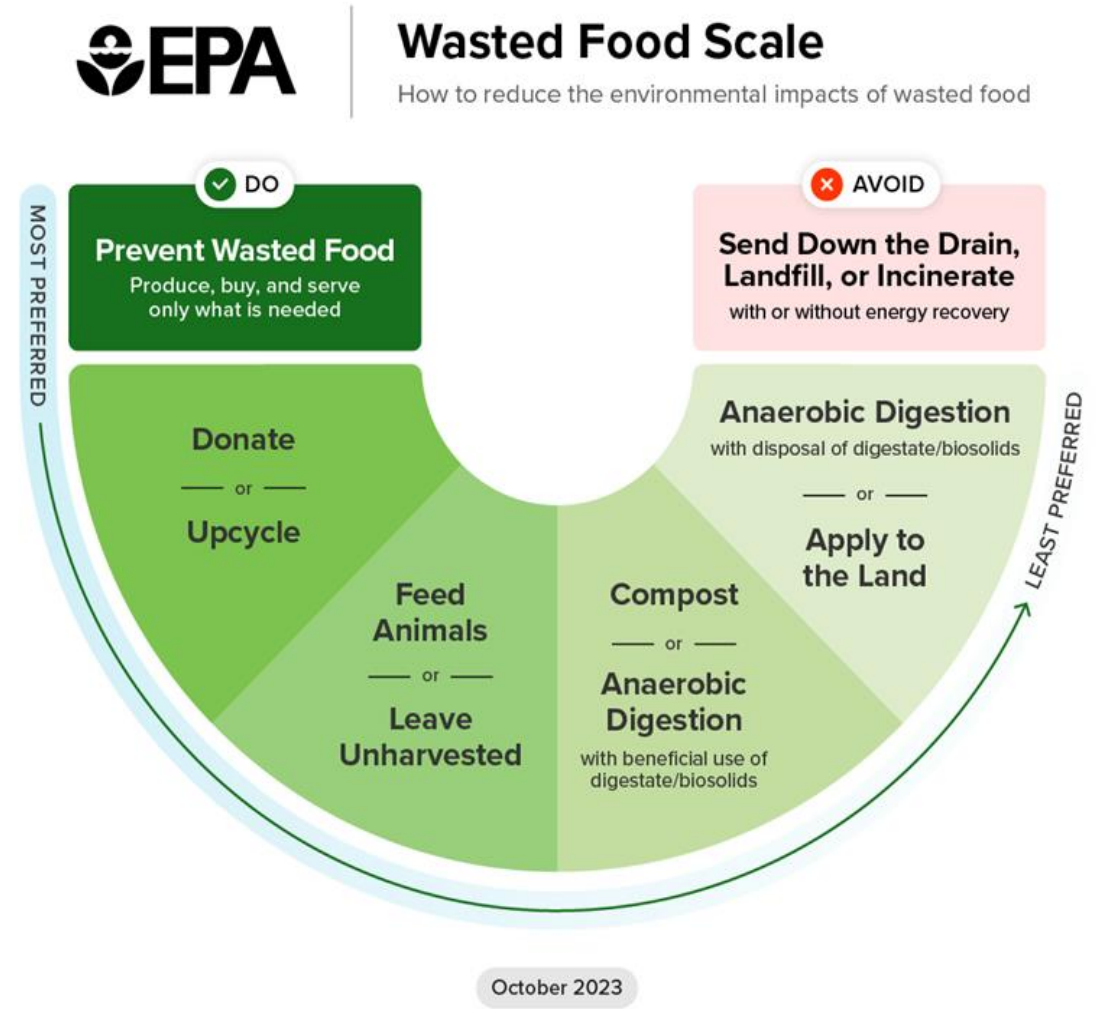 EPA
Wasted Food Scale
How to reduce the environmental impacts of wasted food
DO
AVOID
MOST PREFERRED
Prevent Wasted Food
Produce, buy, and serve
only what is needed
Send Down the Drain,
Landfill, or Incinerate
with or without energy recovery
Donate
or
Upcycle
Feed
Animals
or
Leave
Unharvested
Compost
or
Anaerobic
Digestion
with beneficial use of
digestate/biosolids
Anaerobic Digestion
with disposal of digestate/biosolids
or
Apply to
the Land
LEAST PREFERRED
October 2023